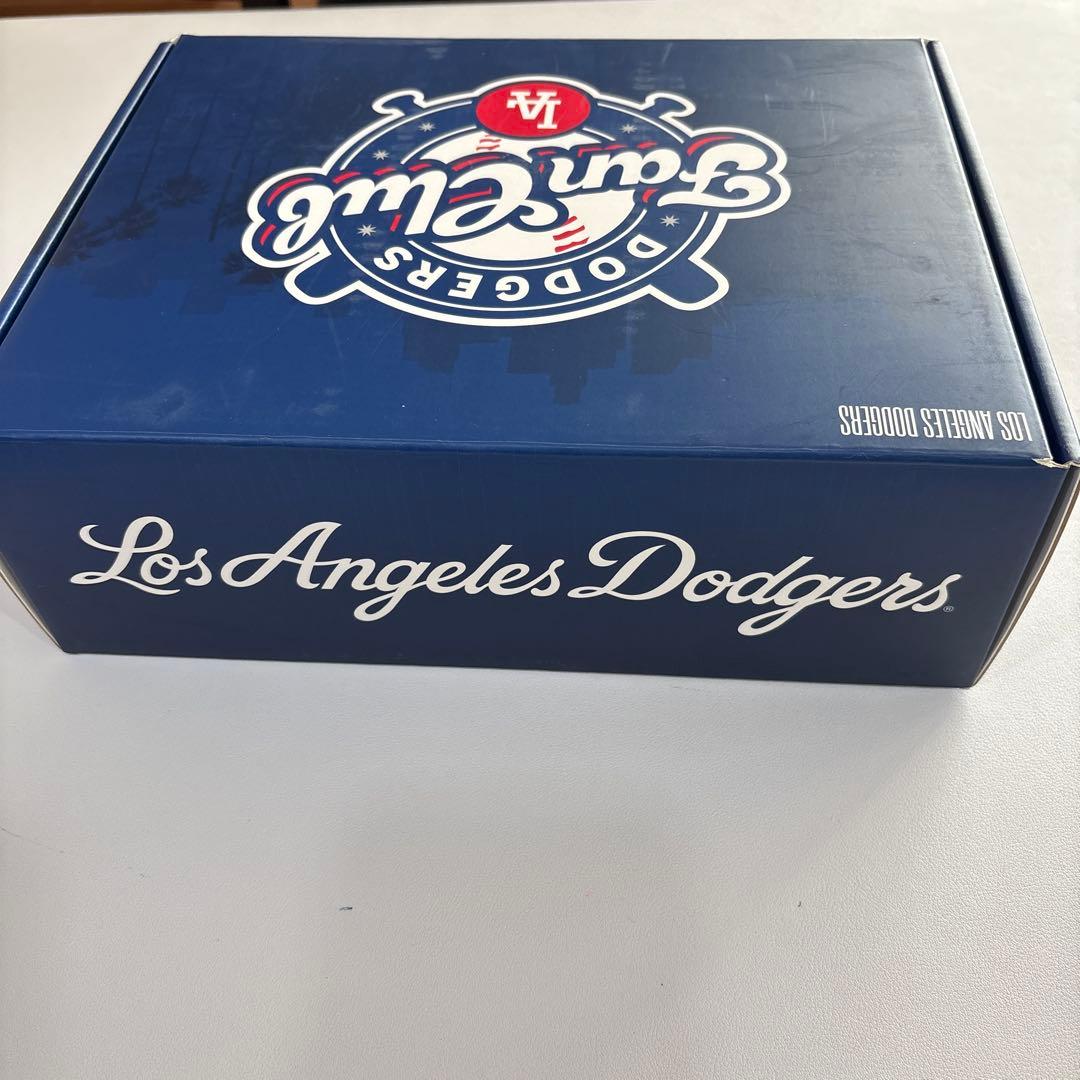 LA
Fan
Club
DODGERS
LOS ANGELES DODGERS
Los Angeles Dodgers®